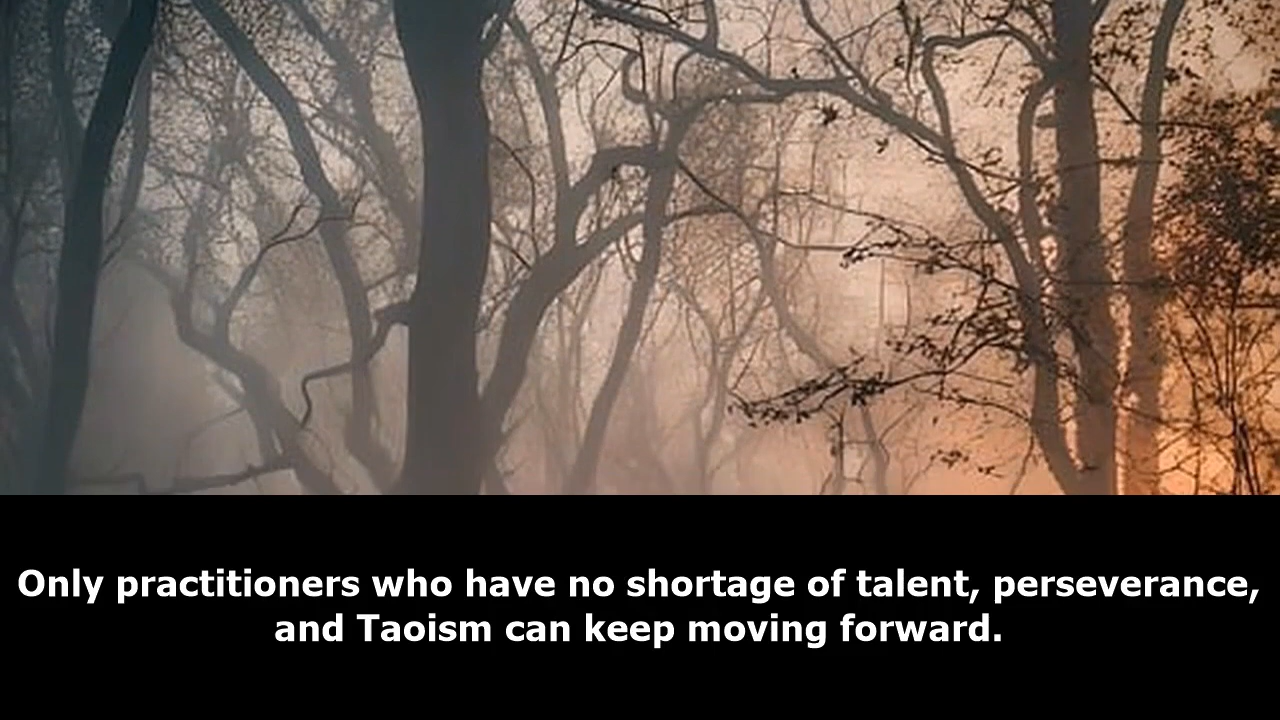 Only practitioners who have no shortage of talent, perseverance,
and Taoism can keep moving forward.